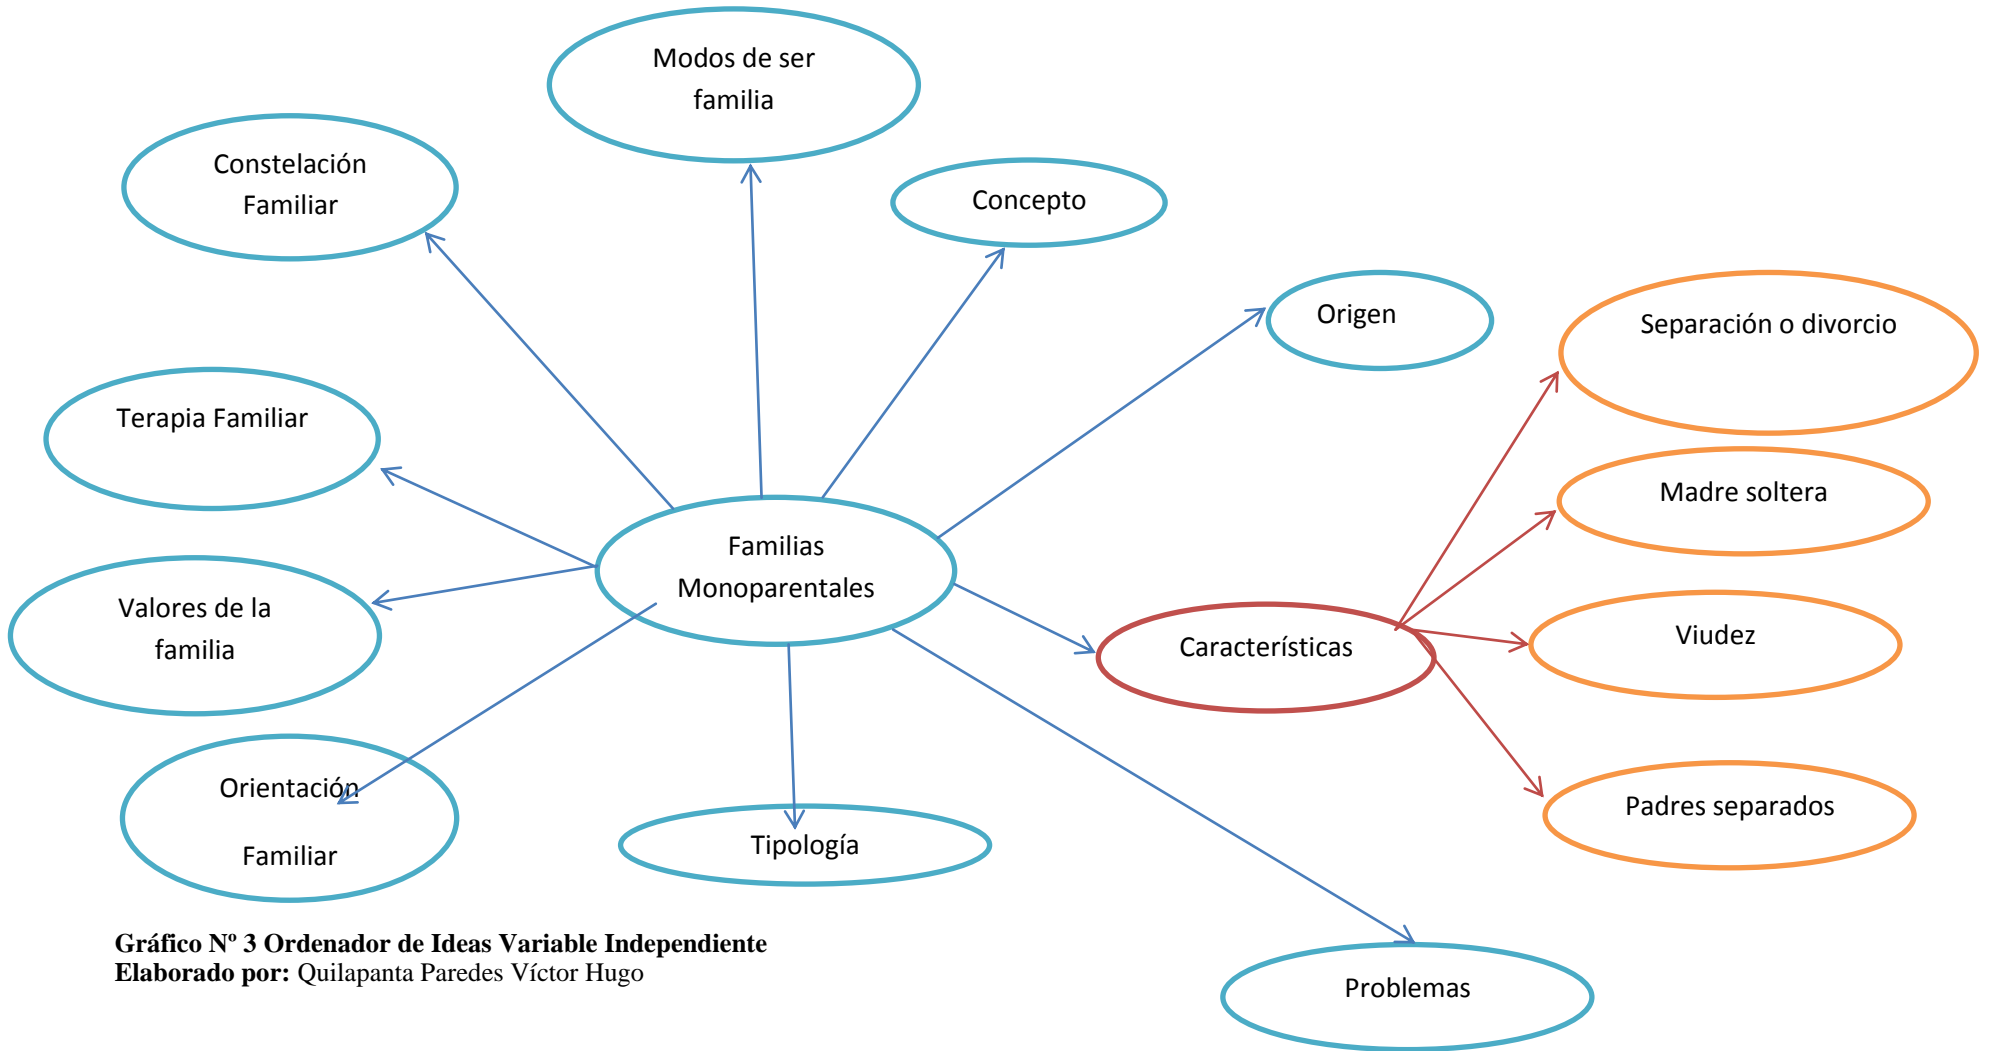 Modos de ser
familia
Constelación
Familiar
Concepto
Origen
Separación o divorcio
Terapia Familiar
Madre soltera
Familias
Monoparentales
Valores de la
familia
Característicias
Viudez
Orientación
Familiar
Tipología
Padres separados
Problemas
Gráfico Nº 3 Ordenador de Ideas Variable Independiente
Elaborado por: Quilapanta Paredes Víctor Hugo